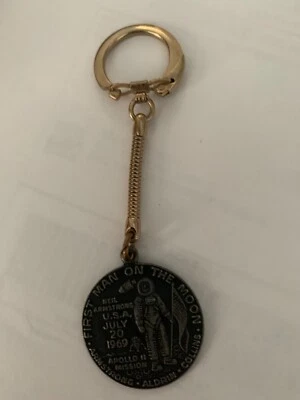 · FIRST MAN ON THE MOON ·
NEIL
ARMSTRONG
U.S.A.
JULY
20
1969
APOLLO 11
MISSION
ARMSTRONG · ALDRIN · COLLINS